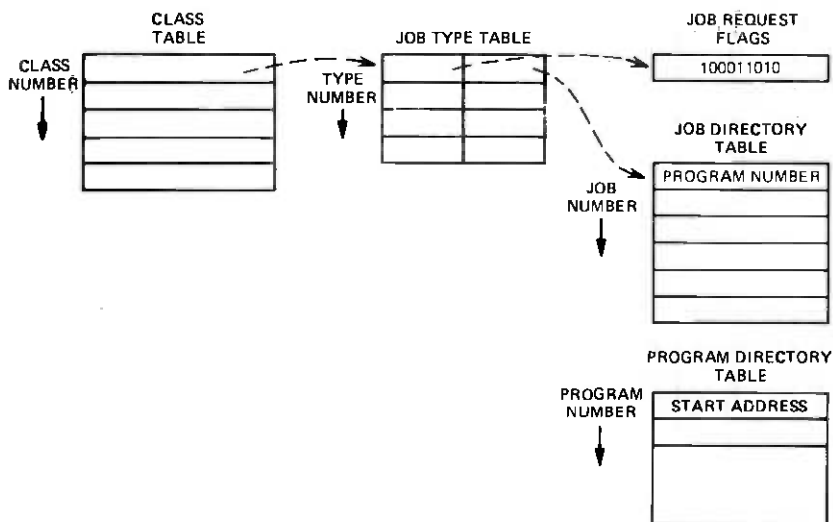 CLASS
TABLE
CLASS
NUMBER
JOB TYPE TABLE
TYPE
NUMBER
JOB REQUEST
FLAGS
100011010
JOB DIRECTORY
TABLE
PROGRAM NUMBER
JOB
NUMBER
PROGRAM DIRECTORY
TABLE
PROGRAM
NUMBER
START ADDRESS